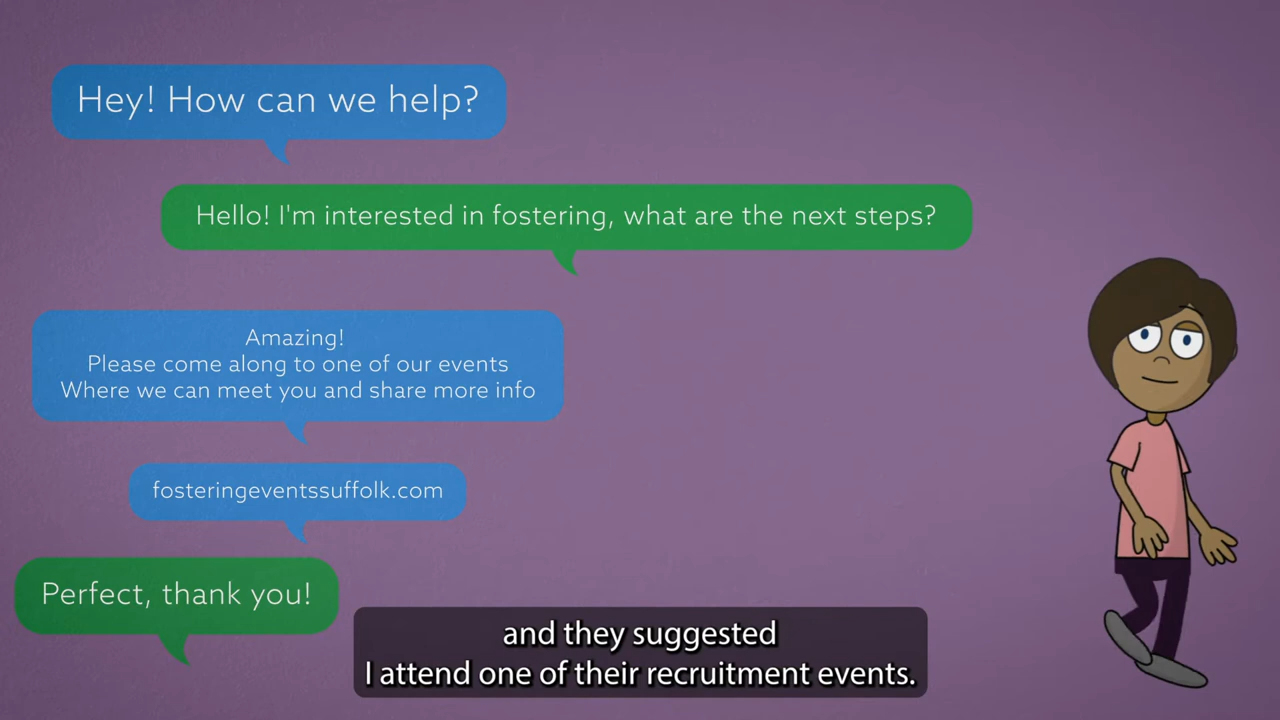 Hey! How can we help?
Hello! I'm interested in fostering, what are the next steps?
Amazing!
Please come along to one of our events
Where we can meet you and share more info
fosteringeventssuffolk.com
Perfect, thank you!
and they suggested
I attend one of their recruitment events.